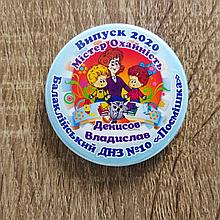 Випуск 2020
Містер Охайність
Денисов
Владислав
Балаклійський ДНЗ №10 «Посмішка»